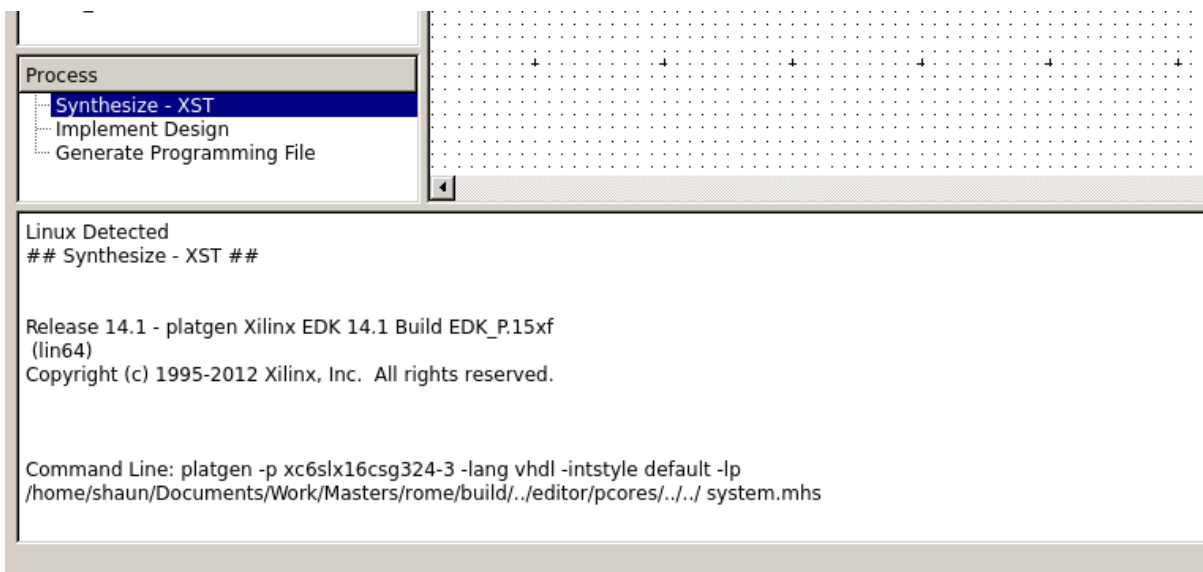 Process
Synthesize - XST
Implement Design
Generate Programming File
Linux Detected
## Synthesize - XST ##
Release 14.1 - platgen Xilinx EDK 14.1 Build EDK_P.15xf
(lin64)
Copyright (c) 1995-2012 Xilinx, Inc.  All rights reserved.
Command Line: platgen -p xc6slx16csg324-3 -lang vhdl -intstyle default -lp
/home/shaun/Documents/Work/Masters/rome/build/../editor/pcores/../../ system.mhs